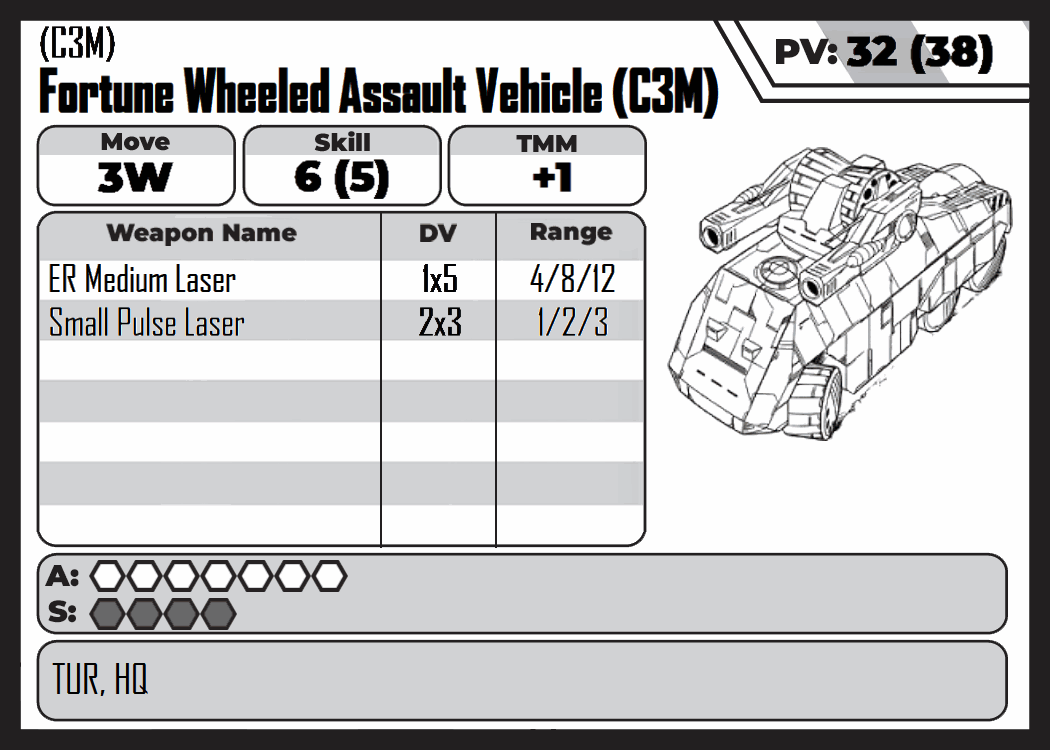 (C3M)
PV: 32 (38)
Fortune Wheeled Assault Vehicle (C3M)
Move Skill TMM
3W 6 (5) +1
Weapon Name DV Range
ER Medium Laser 1x5 4/8/12
Small Pulse Laser 2x3 1/2/3
A:
S:
TUR, HQ